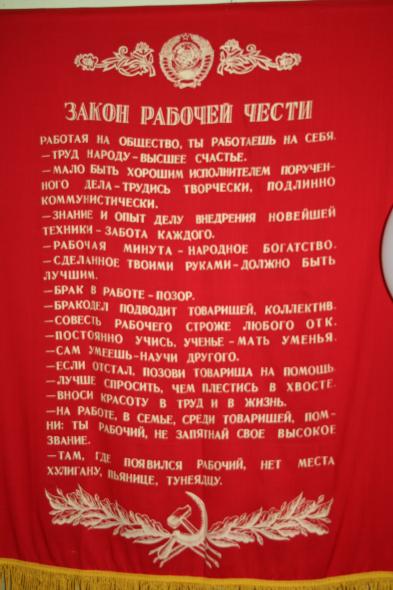 ЗАКОН РАБОЧЕЙ ЧЕСТИ
РАБОТАЯ НА ОБЩЕСТВО, ТЫ РАБОТАЕШЬ НА СЕБЯ.
—ТРУД НАРОДУ–ВЫСШЕЕ СЧАСТЬЕ.
—МАЛО БЫТЬ ХОРОШИМ ИСПОЛНИТЕЛЕМ ПОРУЧЕН-
НОГО ДЕЛА–ТРУДИСЬ ТВОРЧЕСКИ, ПОДЛИННО
КОММУНИСТИЧЕСКИ.
—ЗНАНИЕ И ОПЫТ ДЕЛУ ВНЕДРЕНИЯ НОВЕЙШЕЙ
ТЕХНИКИ–ЗАБОТА КАЖДОГО.
—РАБОЧАЯ МИНУТА–НАРОДНОЕ БОГАТСТВО.
—СДЕЛАННОЕ ТВОИМИ РУКАМИ–ДОЛЖНО БЫТЬ
ЛУЧШИМ.
—БРАК В РАБОТЕ–ПОЗОР.
—БРАКОДЕЛ ПОДВОДИТ ТОВАРИЩЕЙ, КОЛЛЕКТИВ.
—СОВЕСТЬ РАБОЧЕГО СТРОЖЕ ЛЮБОГО ОТК.
—ПОСТОЯННО УЧИСЬ, УЧЕНЬЕ–МАТЬ УМЕНЬЯ.
—САМ УМЕЕШЬ–НАУЧИ ДРУГОГО.
—ЕСЛИ ОТСТАЛ, ПОЗОВИ ТОВАРИЩА НА ПОМОЩЬ.
—ЛУЧШЕ СПРОСИТЬ, ЧЕМ ПЛЕСТИСЬ В ХВОСТЕ.
—ВНОСИ КРАСОТУ В ТРУД И В ЖИЗНЬ.
—НА РАБОТЕ, В СЕМЬЕ, СРЕДИ ТОВАРИЩЕЙ, ПОМ-
НИ: ТЫ РАБОЧИЙ, НЕ ЗАПЯТНАЙ СВОЕ ВЫСОКОЕ
ЗВАНИЕ.
—ТАМ, ГДЕ ПОЯВИЛСЯ РАБОЧИЙ, НЕТ МЕСТА
ХУЛИГАНУ, ПЬЯНИЦЕ, ТУНЕЯДЦУ.